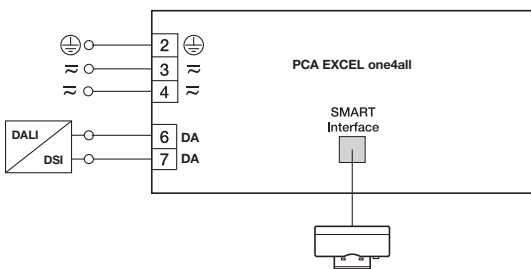 2
3
4
PCA EXCEL one4all
SMART
Interface
DALI
DSI
6 DA
7 DA